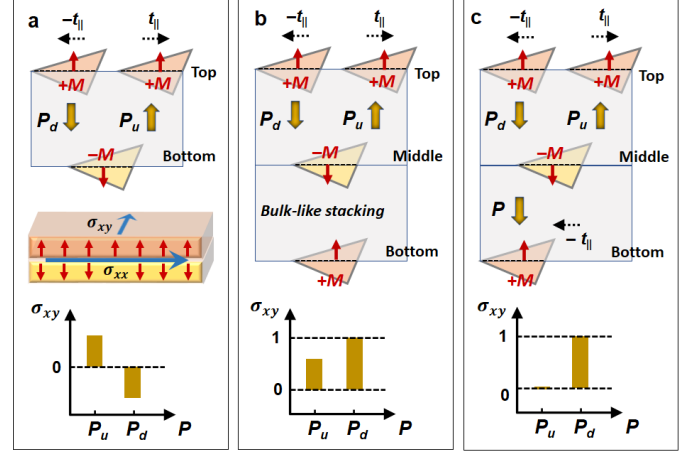 a
−t||
t||
+M
+M
Top
Pd
Pu
−M
Bottom
σxy
σxx
σxy
0
Pu
Pd
P
b
−t||
t||
+M
+M
Top
Pd
Pu
−M
Middle
Bulk-like stacking
Bottom
+M
σxy
1
0
Pu
Pd
P
c
−t||
t||
+M
+M
Top
Pd
Pu
−M
Middle
P
− t||
Bottom
+M
σxy
1
0
Pu
Pd
P